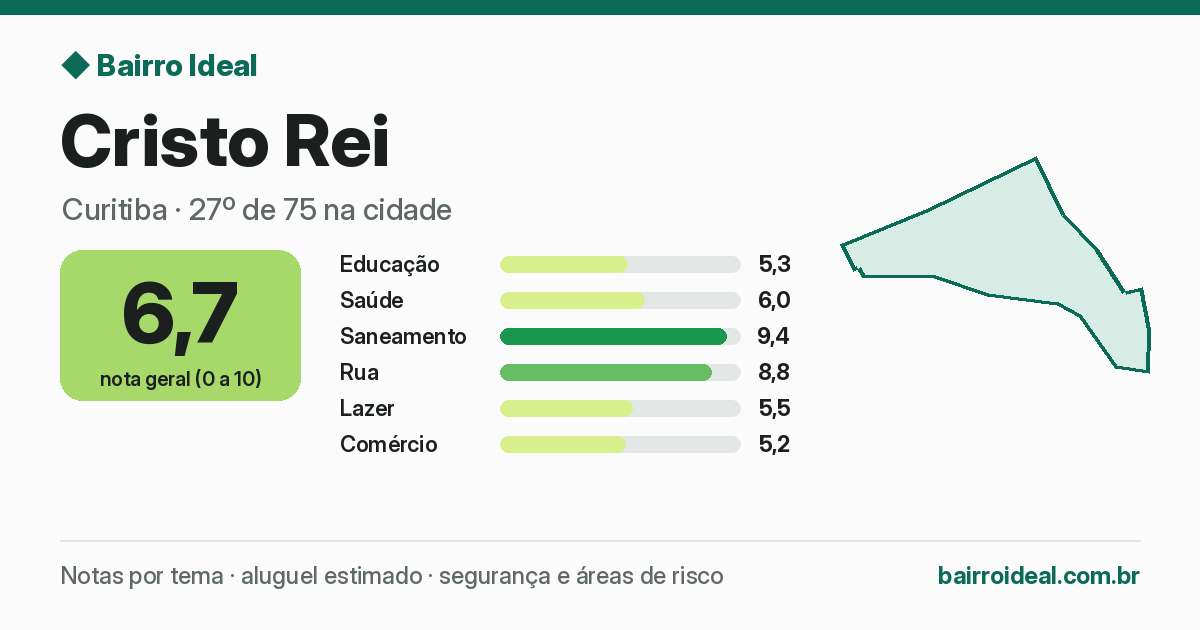 Bairro Ideal
Cristo Rei
Curitiba · 27º de 75 na cidade
6,7
nota geral (0 a 10)
Educação 5,3
Saúde 6,0
Saneamento 9,4
Rua 8,8
Lazer 5,5
Comércio 5,2
Notas por tema · aluguel estimado · segurança e áreas de risco
bairroideal.com.br